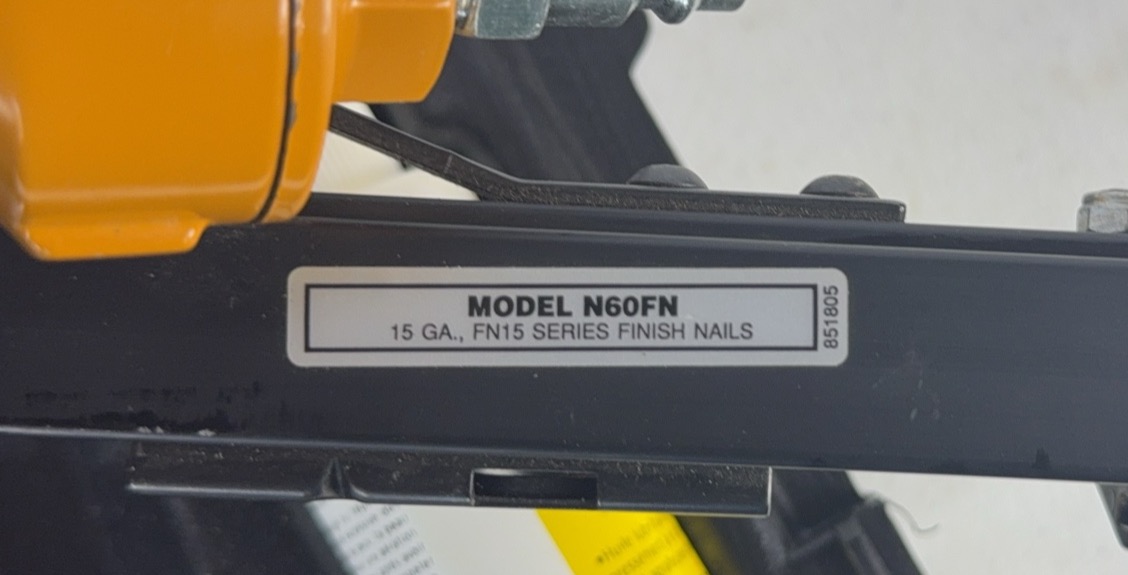 MODEL N60FN
15 GA., FN15 SERIES FINISH NAILS
851805